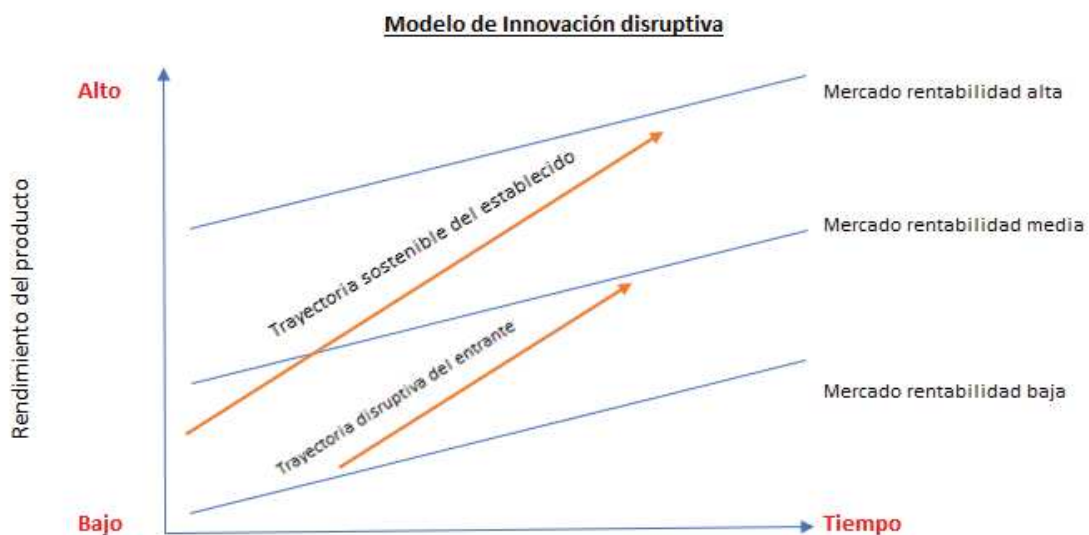 Modelo de Innovación disruptiva
Alto
Mercado rentabilidad alta
Rendimiento del producto
Trayectoria sostenible del establecido
Mercado rentabilidad media
Trayectoria disruptiva del entrante
Mercado rentabilidad baja
Bajo
Tiempo